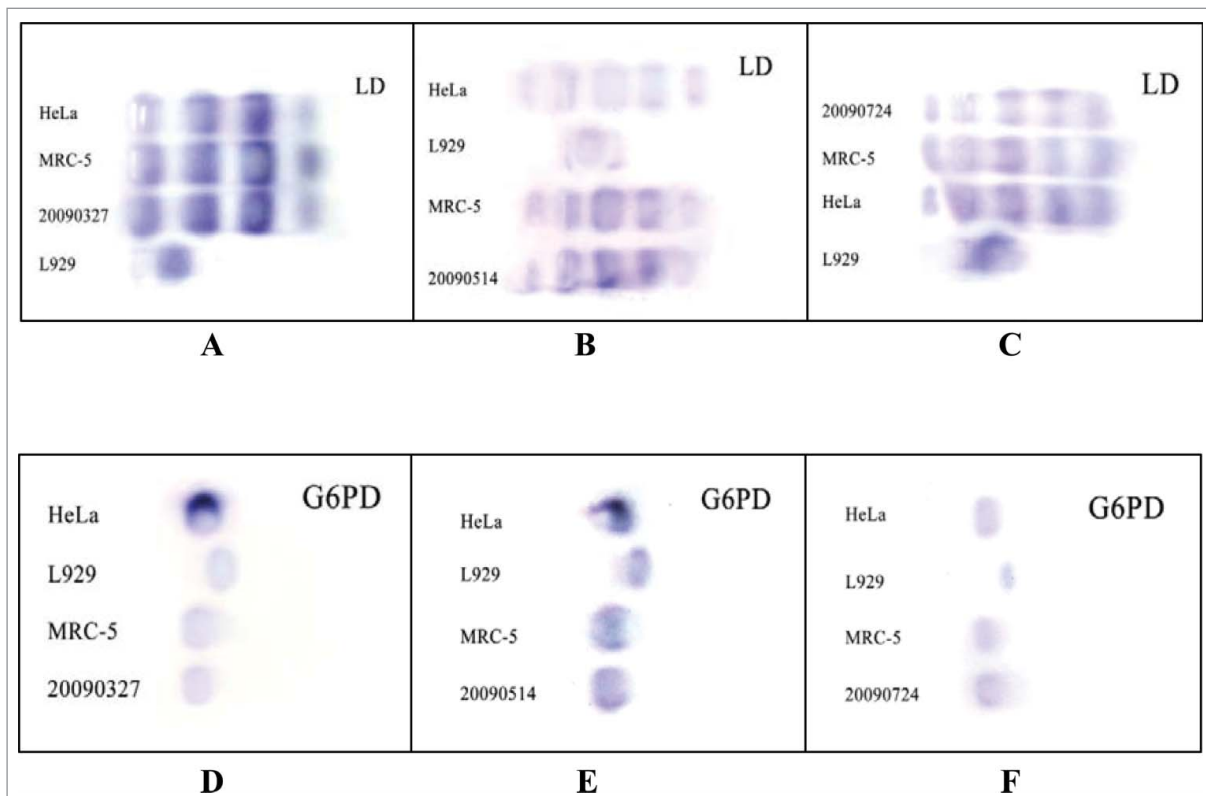 LD
HeLa
MRC-5
20090327
L929
A
LD
HeLa
L929
MRC-5
20090514
B
LD
20090724
MRC-5
HeLa
L929
C
G6PD
HeLa
L929
MRC-5
20090327
D
G6PD
HeLa
L929
MRC-5
20090514
E
G6PD
HeLa
L929
MRC-5
20090724
F